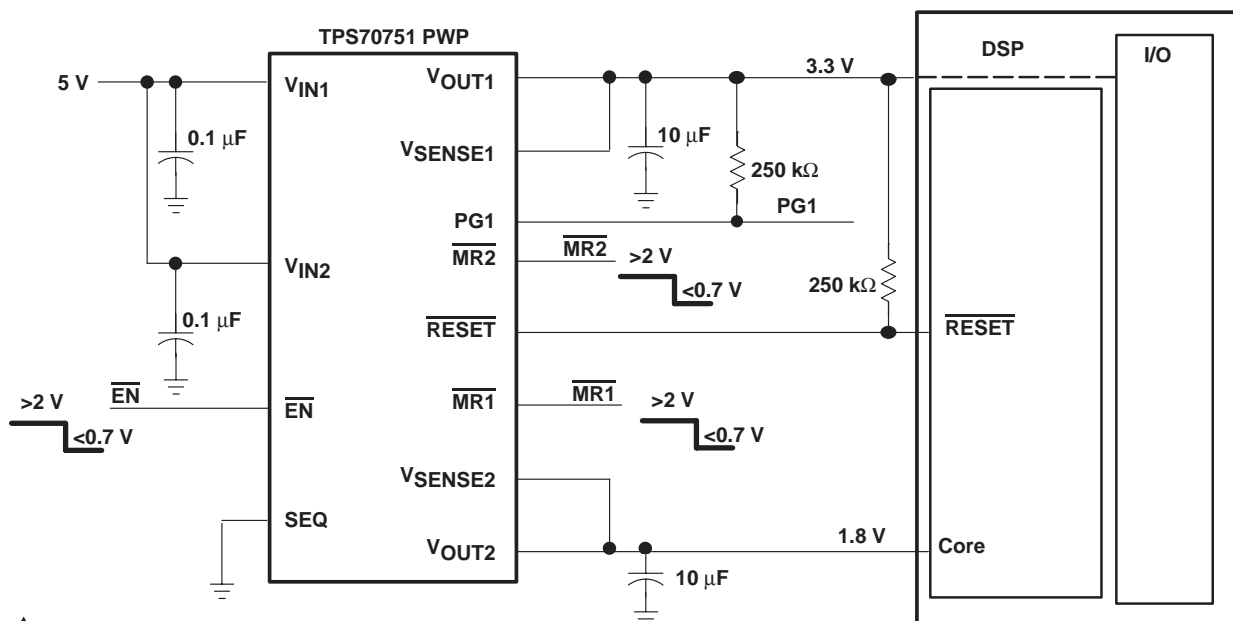 TPS70751 PWP
DSP
I/O
5 V
VIN1
VOUT1
3.3 V
0.1 μF
VSENSE1
10 μF
250 kΩ
PG1
PG1
MR2
MR2
>2 V
<0.7 V
VIN2
250 kΩ
0.1 μF
RESET
RESET
EN
EN
>2 V
<0.7 V
MR1
MR1
>2 V
<0.7 V
VSENSE2
SEQ
VOUT2
1.8 V
Core
10 μF